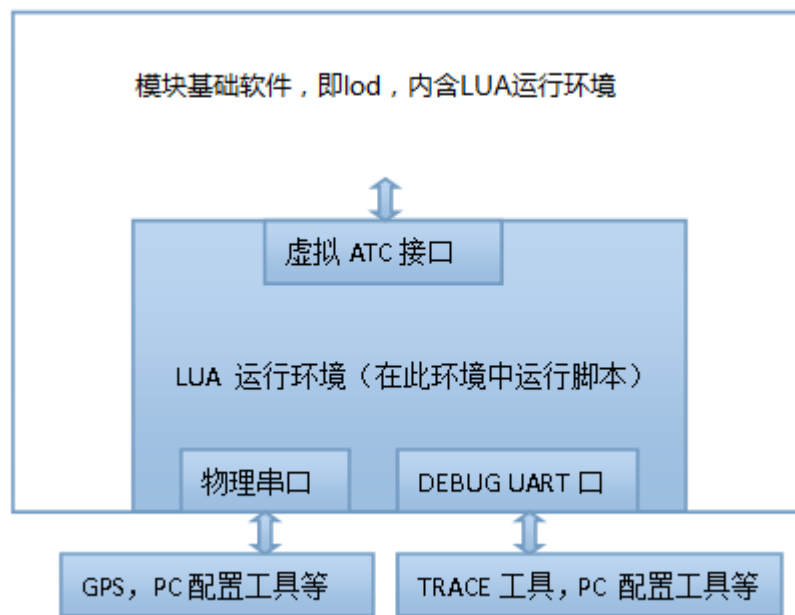 模块基础软件，即lod，内含LUA运行环境
虚拟 ATC 接口
LUA 运行环境（在此环境中运行脚本）
物理串口
DEBUG UART 口
GPS，PC 配置工具等
TRACE 工具，PC 配置工具等